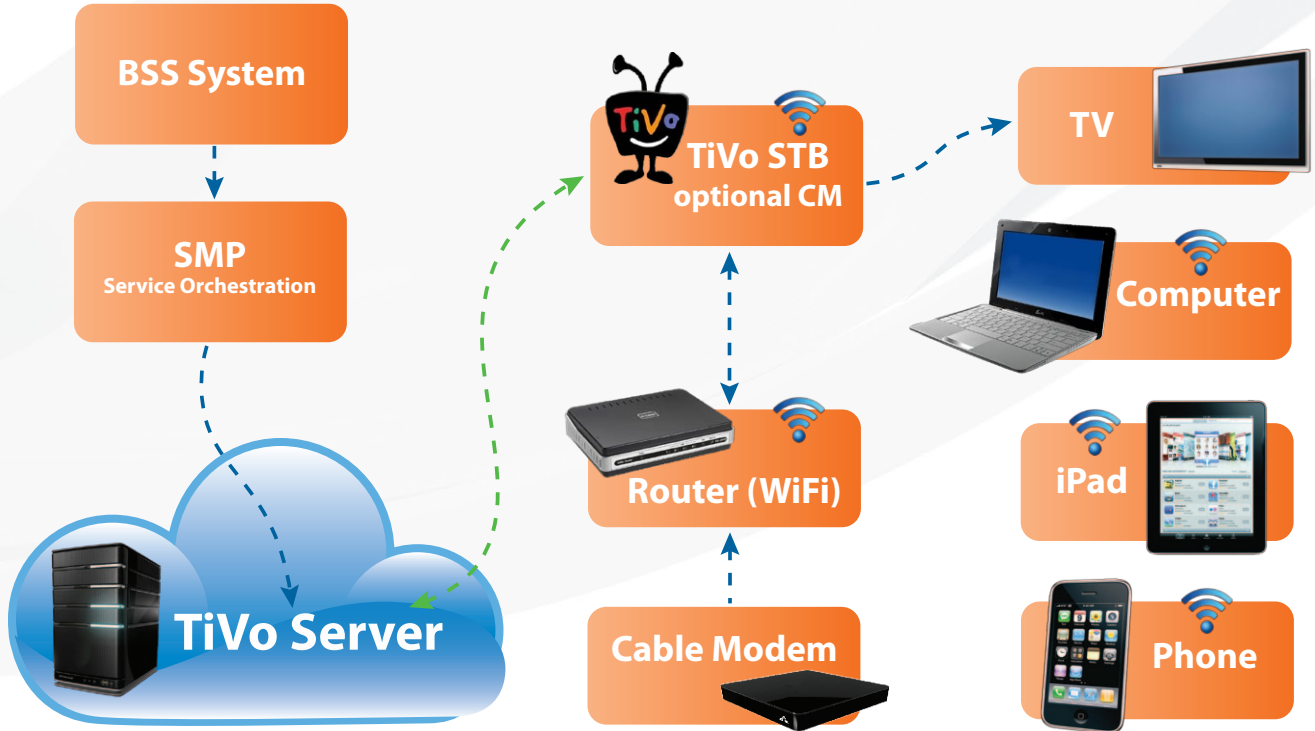 BSS System
SMP
Service Orchestration
TiVo Server
TiVo
TiVo STB
optional CM
Router (WiFi)
Cable Modem
TV
Computer
iPad
Phone